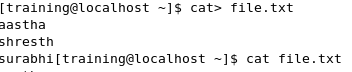 [training@localhost ~]$ cat> file.txt
aastha
shresth
surabhi[training@localhost ~]$ cat file.txt